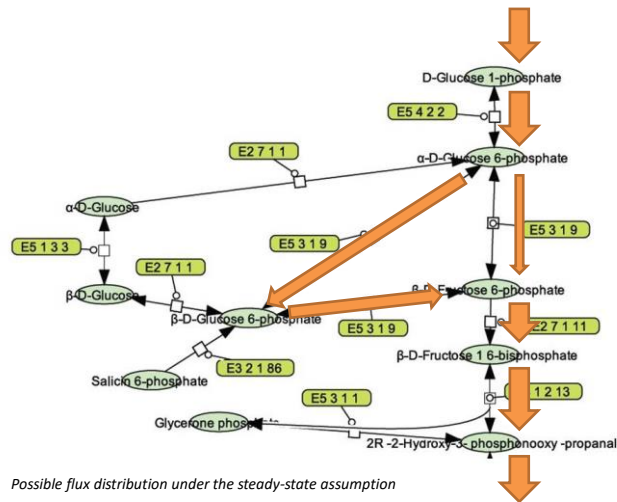 D-Glucose 1-phosphate
E5 4 2 2
E2 7 1 1
α-D-Glucose 6-phosphate
α-D-Glucose
E5 3 1 9
E5 3 1 9
E5 1 3 3
E2 7 1 1
β-D-Glucose
β-D-Fructose 6-phosphate
β-D-Glucose 6-phosphate
E5 3 1 9
E2 7 1 11
E3 2 1 86
β-D-Fructose 1 6-bisphosphate
Salicin 6-phosphate
E5 3 1 1
1 2 13
Glycerone phosphate
2R -2-Hydroxy-3- phosphonooxy -propanal
Possible flux distribution under the steady-state assumption